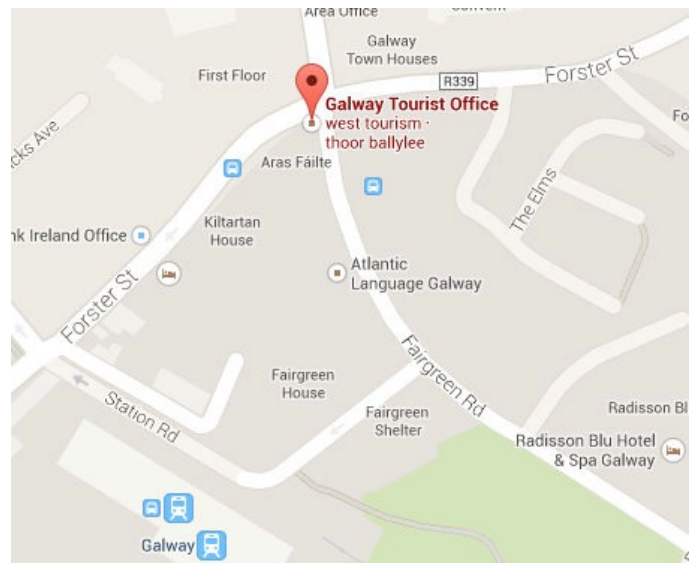 Area Office
Galway
Town Houses
First Floor
R339
Forster St
Galway Tourist Office
west tourism ·
thoor ballylee
Aras Fáilte
cks Ave
The Elms
Kiltartan
House
nk Ireland Office
Atlantic
Language Galway
Forster St
Fairgreen Rd
Fairgreen
House
Station Rd
Fairgreen
Shelter
Radisson Bl
Radisson Blu Hotel
& Spa Galway
Galway